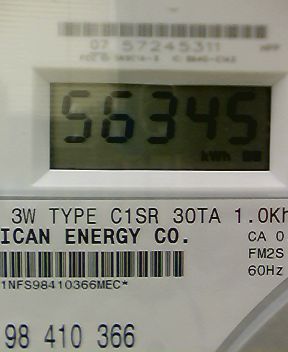 07 57245311
56345
kWh
3W TYPE C1SR 30TA 1.0Kh
ICAN ENERGY CO. CA 0
FM2S
60Hz
1NFS98410366MEC*
98 410 366